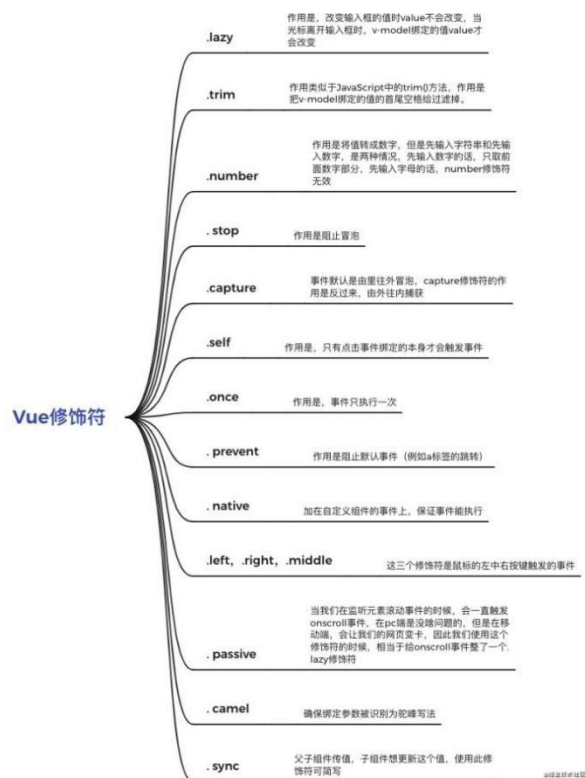 .lazy
作用是，改变输入框的值时value不会改变，当
光标离开输入框时，v-model绑定的值value才
会改变
.trim
作用类似于JavaScript中的trim()方法，作用是
把v-model绑定的值的首尾空格给过滤掉。
.number
作用是将值转成数字，但是先输入字符串和先输
入数字，是两种情况，先输入数字的话，只取前
面数字部分，先输入字母的话，number修饰符
无效
. stop
作用是阻止冒泡
.capture
事件默认是由里往外冒泡，capture修饰符的作
用是反过来，由外往内捕获
.self
作用是，只有点击事件绑定的本身才会触发事件
Vue修饰符
.once
作用是，事件只执行一次
. prevent
作用是阻止默认事件（例如a标签的跳转）
. native
加在自定义组件的事件上，保证事件能执行
.left，.right，.middle
这三个修饰符是鼠标的左中右按键触发的事件
. passive
当我们在监听元素滚动事件的时候，会一直触发
onscroll事件，在pc端是没啥问题的，但是在移
动端，会让我们的网页变卡，因此我们使用这个
修饰符的时候，相当于给onscroll事件整了一个.
lazy修饰符
. camel
确保绑定参数被识别为驼峰写法
. sync
父子组件传值，子组件想更新这个值，使用此修
饰符可简写